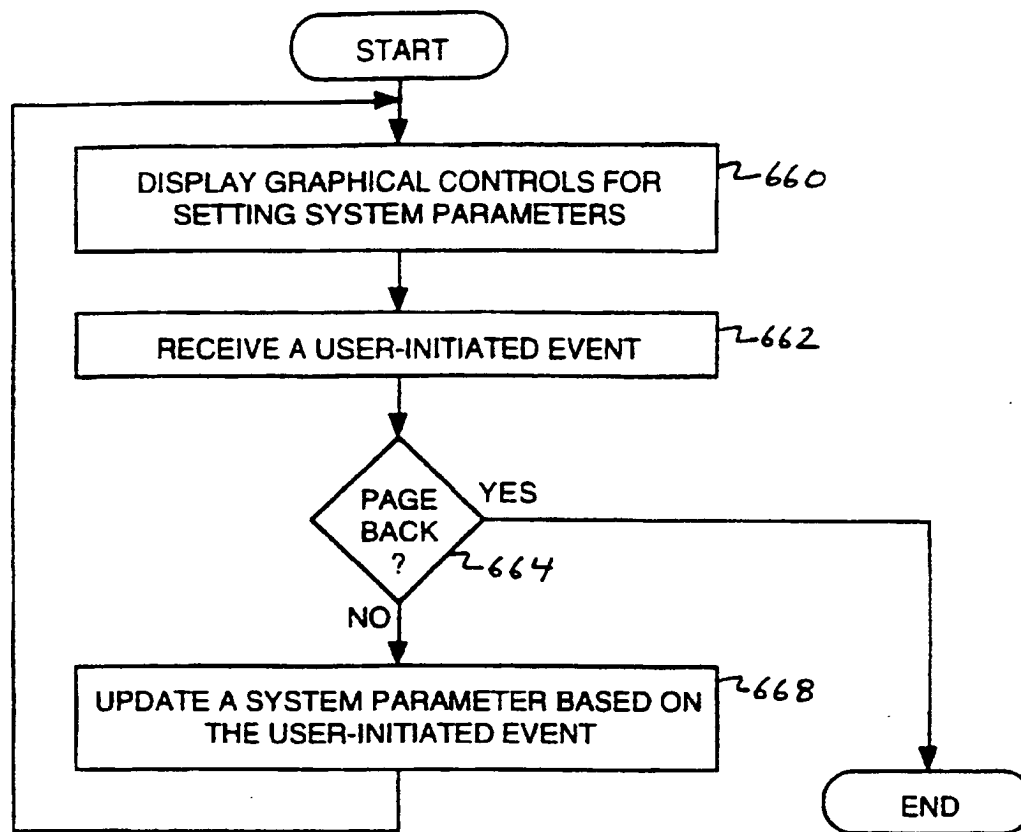 START
DISPLAY GRAPHICAL CONTROLS FOR
SETTING SYSTEM PARAMETERS
660
RECEIVE A USER-INITIATED EVENT
662
PAGE
BACK
?
YES
664
NO
UPDATE A SYSTEM PARAMETER BASED ON
THE USER-INITIATED EVENT
668
END